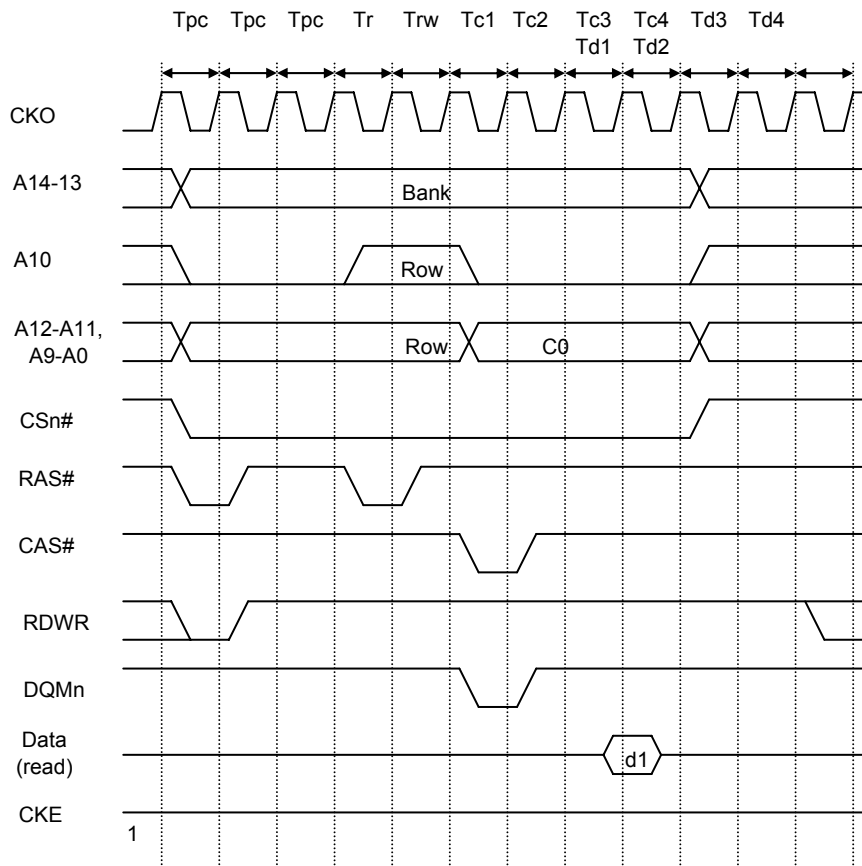 Tpc Tpc Tpc Tr Trw Tc1 Tc2 Tc3 Tc4 Td3 Td4
Td1 Td2
CKO
A14-13
Bank
A10
Row
A12-A11,
A9-A0
Row
C0
CSn#
RAS#
CAS#
RDWR
DQMn
Data
(read)
d1
CKE
1